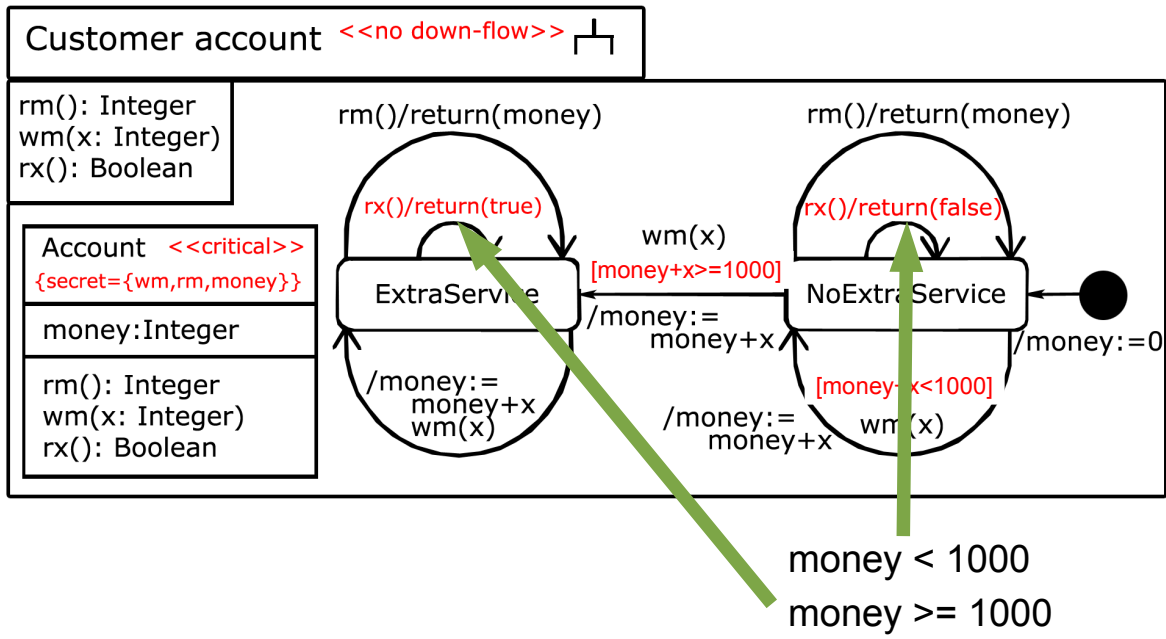 Customer account <<no down-flow>>
rm(): Integer
wm(x: Integer)
rx(): Boolean
Account <<critical>>
{secret={wm,rm,money}}
money:Integer
rm(): Integer
wm(x: Integer)
rx(): Boolean
rm()/return(money)
rx()/return(true)
ExtraService
/money:=
money+x
wm(x)
wm(x)
[money+x>=1000]
/money:=
money+x
rm()/return(money)
rx()/return(false)
NoExtraService
/money:=0
[money+x<1000]
/money:=
money+x
wm(x)
money < 1000
money >= 1000